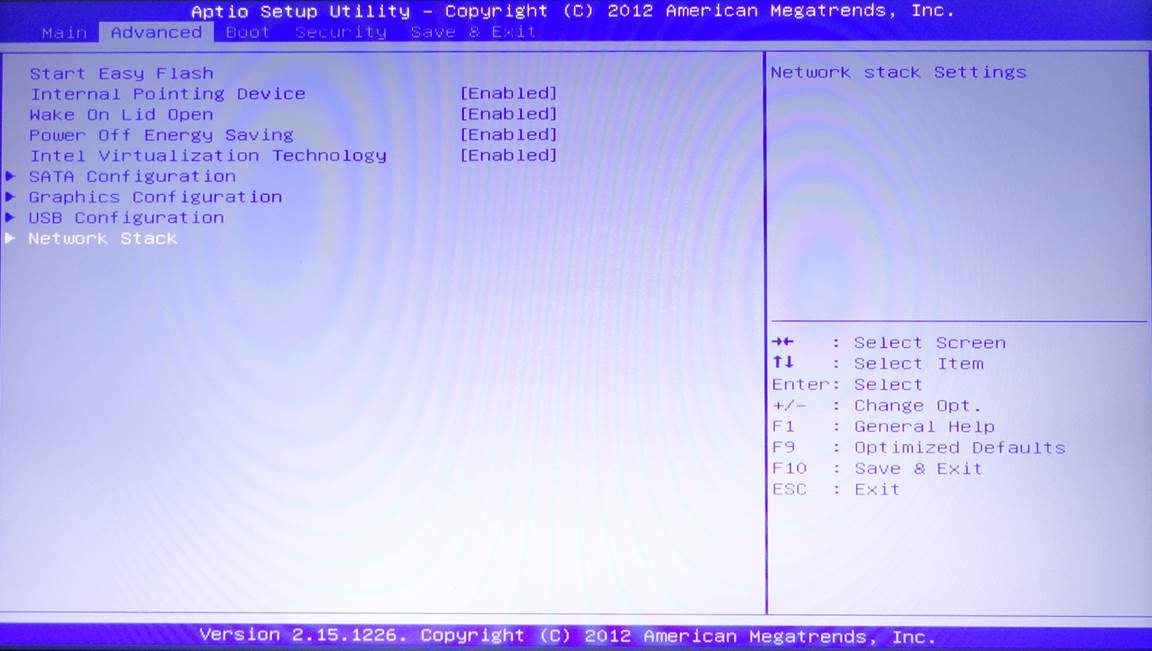 Aptio Setup Utility – Copyright (C) 2012 American Megatrends, Inc.
Main Advanced Boot Security Save & Exit
Start Easy Flash
Internal Pointing Device [Enabled]
Wake On Lid Open [Enabled]
Power Off Energy Saving [Enabled]
Intel Virtualization Technology [Enabled]
▶ SATA Configuration
▶ Graphics Configuration
▶ USB Configuration
▶ Network Stack
Network stack Settings
→← : Select Screen
↑↓ : Select Item
Enter: Select
+/– : Change Opt.
F1 : General Help
F9 : Optimized Defaults
F10 : Save & Exit
ESC : Exit
Version 2.15.1226. Copyright (C) 2012 American Megatrends, Inc.